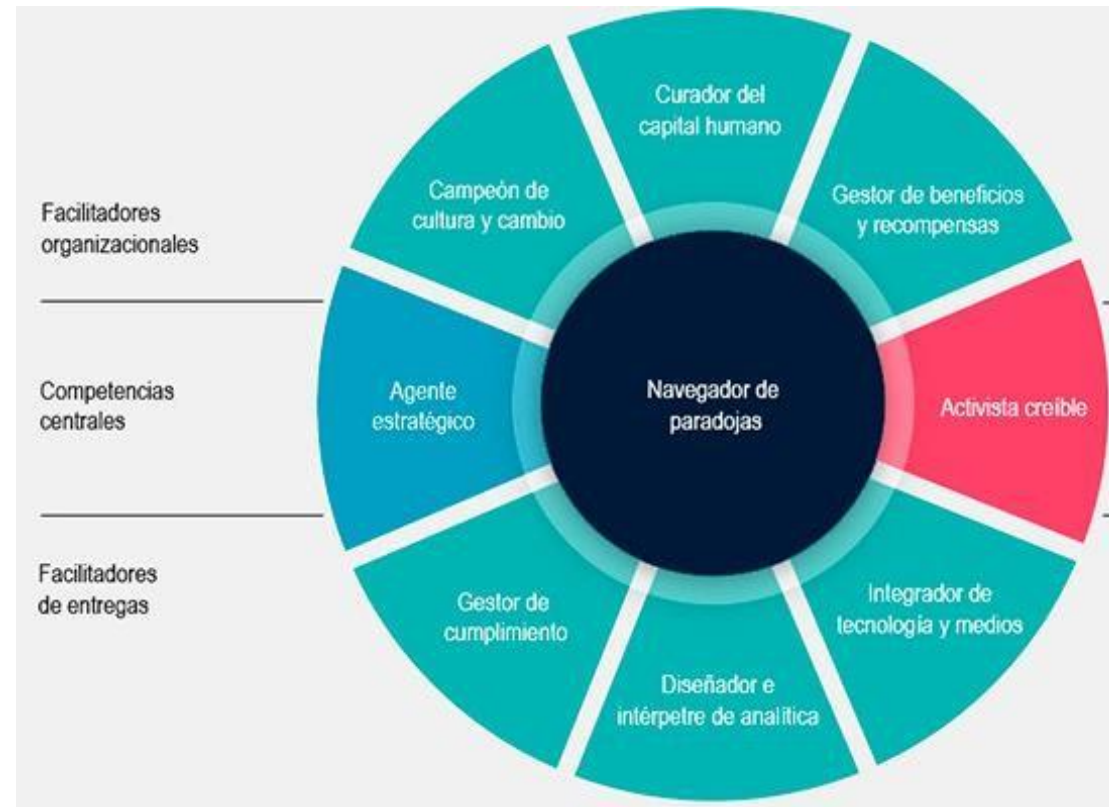 Curador del
capital humano
Campeón de
cultura y cambio
Gestor de beneficios
y recompensas
Facilitadores
organizacionales
Competencias
centrales
Agente
estratégico
Navegador de
paradojas
Activista creíble
Facilitadores
de entregas
Gestor de
cumplimiento
Integrador de
tecnología y medios
Diseñador e
intérpretre de analítica